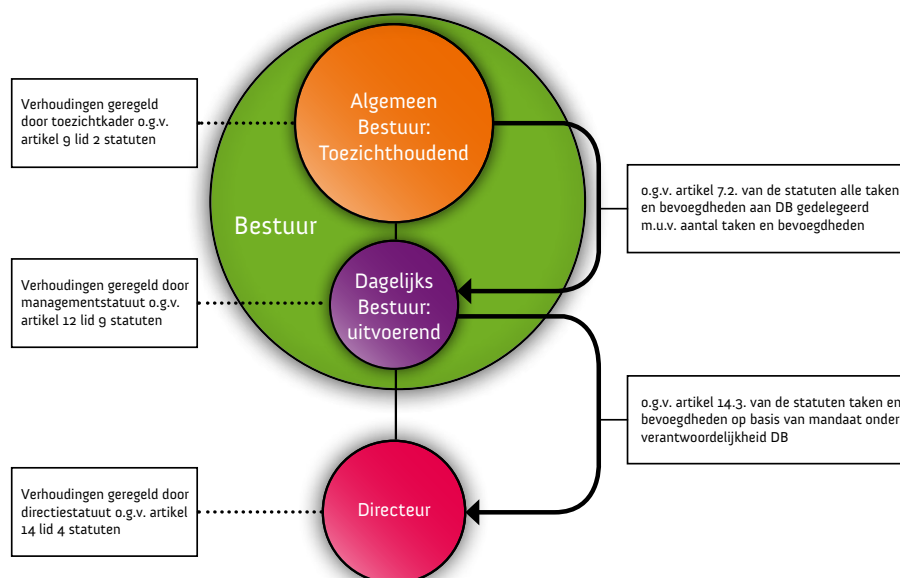 Verhoudingen geregeld
door toezichtkader o.g.v.
artikel 9 lid 2 statuten
Algemeen
Bestuur:
Toezichthoudend
o.g.v. artikel 7.2. van de statuten alle taken
en bevoegdheden aan DB gedelegeerd
m.u.v. aantal taken en bevoegdheden
Bestuur
Verhoudingen geregeld door
managementstatuut o.g.v.
artikel 12 lid 9 statuten
Dagelijks
Bestuur:
uitvoerend
o.g.v. artikel 14.3. van de statuten taken en
bevoegdheden op basis van mandaat onder
verantwoordelijkheid DB
Verhoudingen geregeld door
directiestatuut o.g.v. artikel
14 lid 4 statuten
Directeur